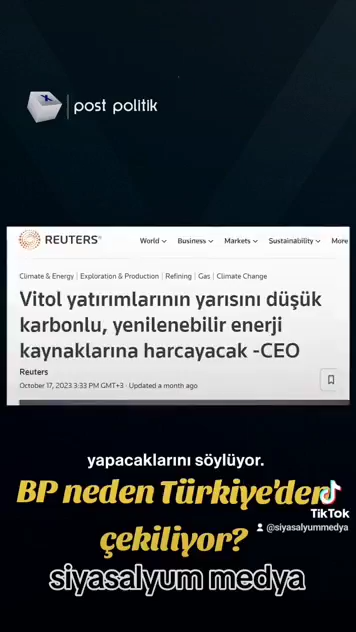 post politik
REUTERS®
World Business Markets Sustainability More
Climate & Energy | Exploration & Production | Refining | Gas | Climate Change
Vitol yatırımlarının yarısını düşük
karbonlu, yenilenebilir enerji
kaynaklarına harcayacak -CEO
Reuters
October 17, 2023 3:33 PM GMT+3 · Updated a month ago
yapacaklarını söylüyor.
BP neden Türkiye'den
çekiliyor?
TikTok
@siyasalyummedya
siyasalyum medya